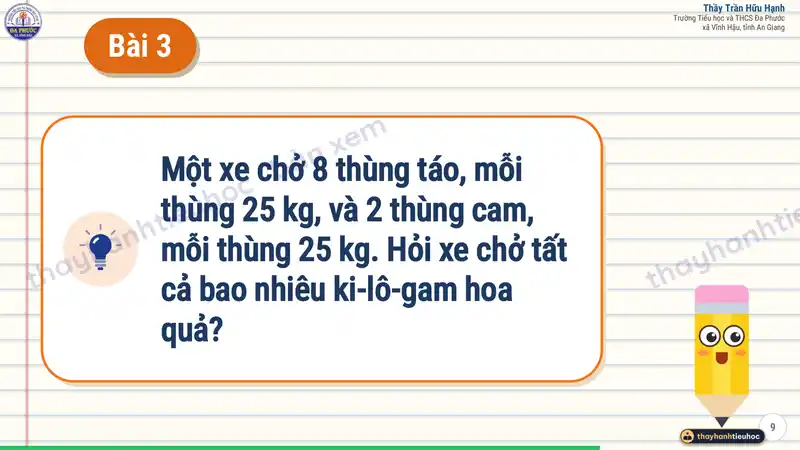 Thầy Trần Hữu Hạnh
Trường Tiểu học và THCS Đa Phước
xã Vĩnh Hậu, tỉnh An Giang
ĐA PHƯỚC
Bài 3
Một xe chở 8 thùng táo, mỗi
thùng 25 kg, và 2 thùng cam,
mỗi thùng 25 kg. Hỏi xe chở tất
cả bao nhiêu ki-lô-gam hoa
quả?
thayhanhtieuhoc
9